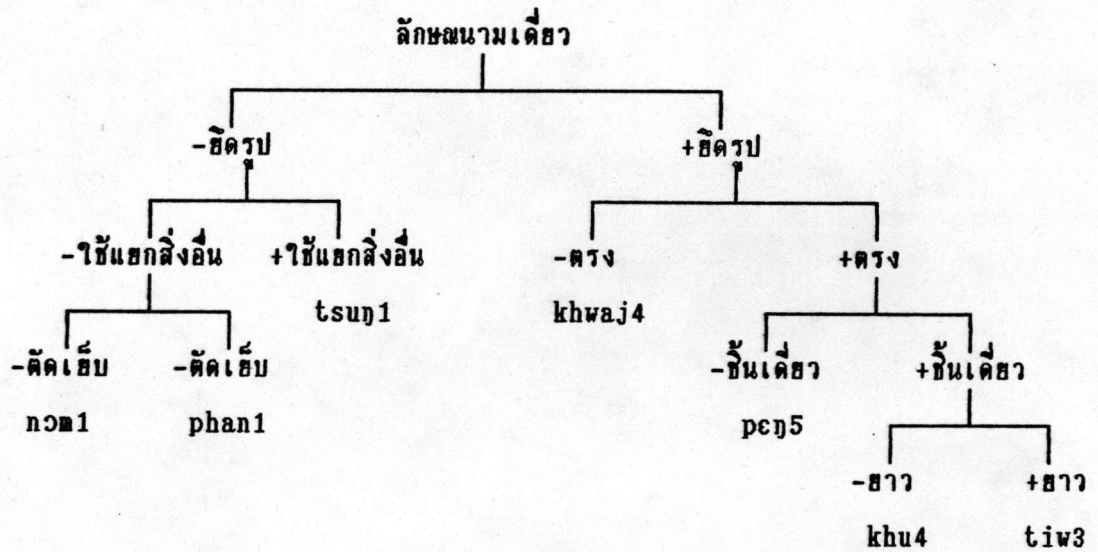 ลักษณนามเดี่ยว
-ยึดรูป +ยึดรูป
-ใช้แยกสิ่งอื่น +ใช้แยกสิ่งอื่น -ตรง +ตรง
tsuŋ1 khwaj4
-ตัดเย็บ -ตัดเย็บ -ชิ้นเดียว +ชิ้นเดียว
nɔm1 phan1 pɛŋ5
-ยาว +ยาว
khu4 tiw3